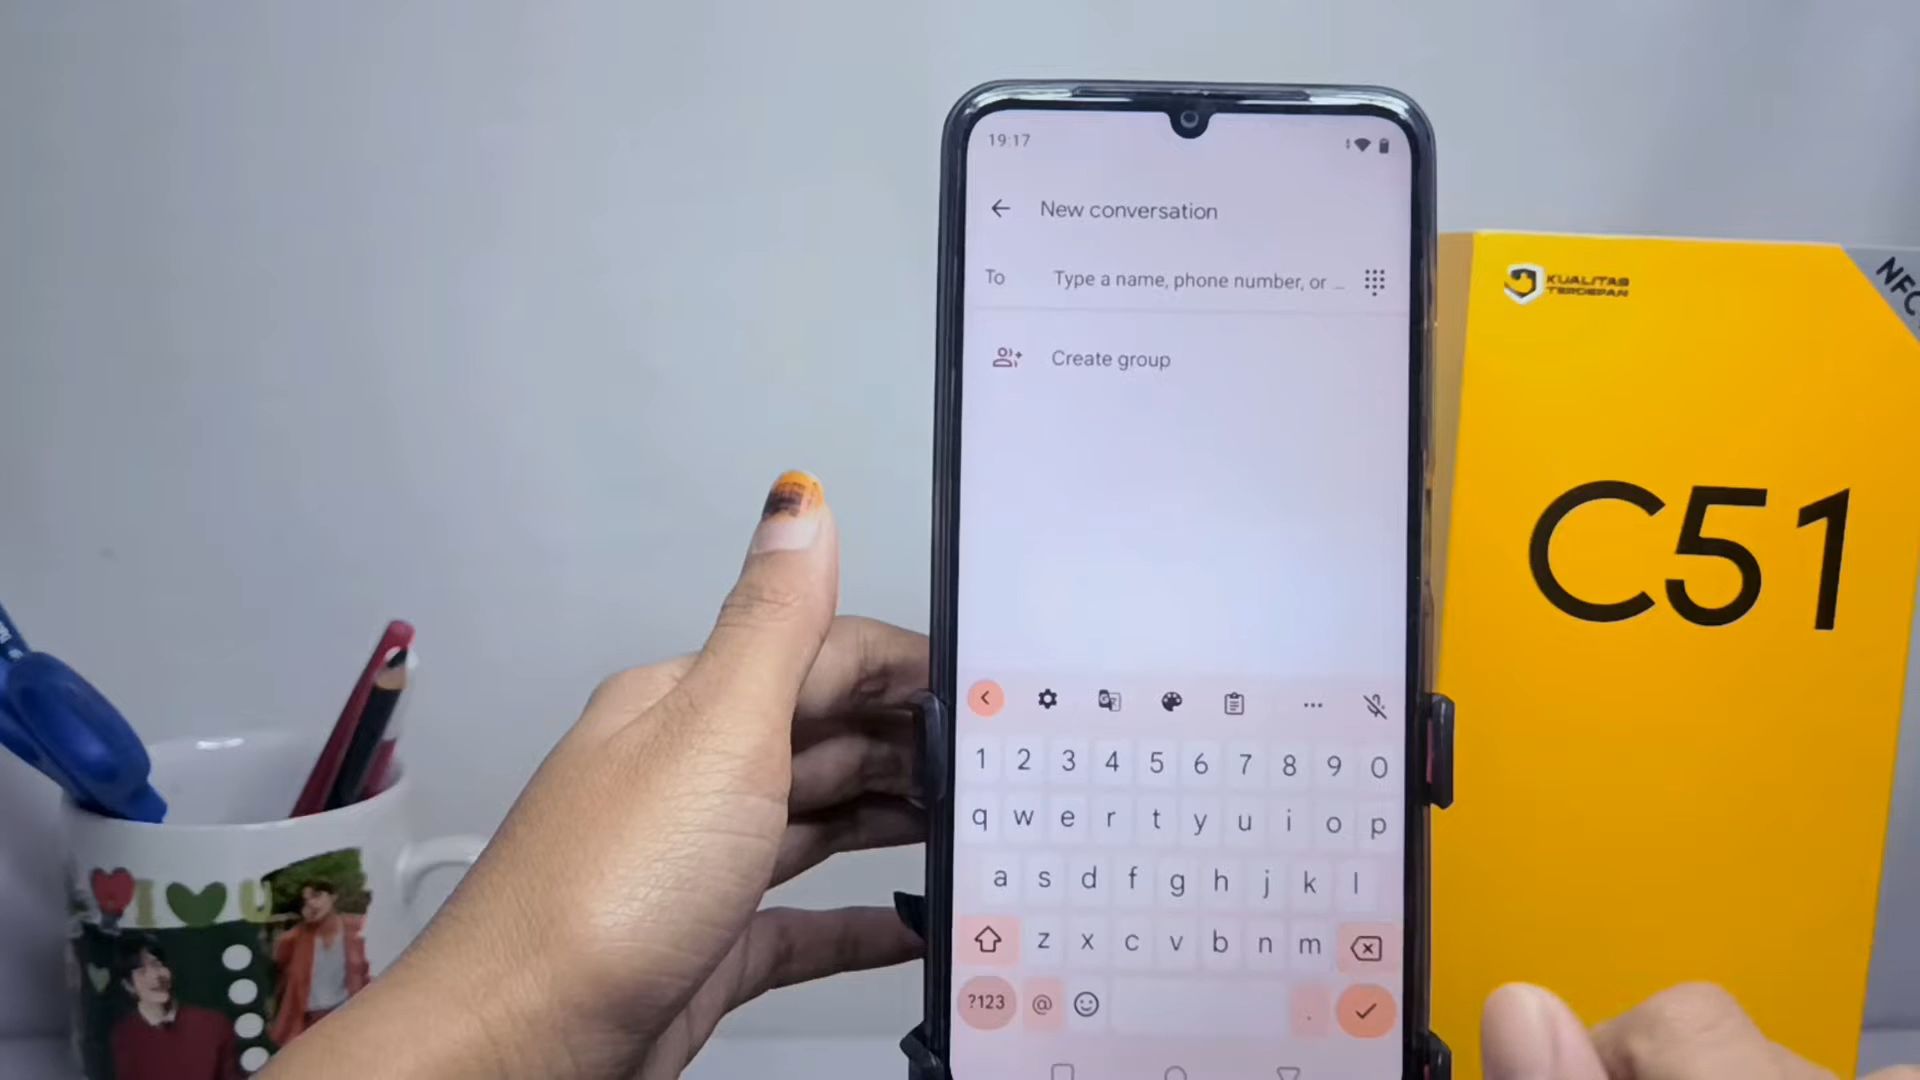 19:17
New conversation
To Type a name, phone number, or ...
Create group
1 2 3 4 5 6 7 8 9 0
q w e r t y u i o p
a s d f g h j k l
z x c v b n m
?123 @ .
KUALITAS
TERDEPAN
NFC
C51
I U